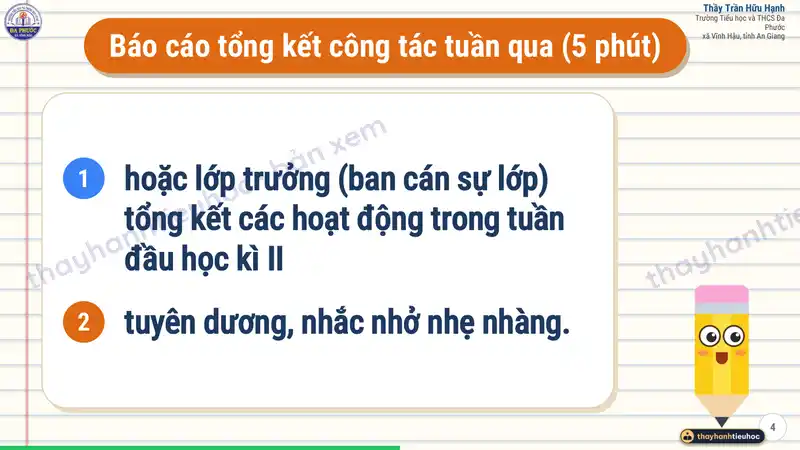 Thầy Trần Hữu Hạnh
Trường Tiểu học và THCS Đa
Phước
xã Vĩnh Hậu, tỉnh An Giang
ĐA PHƯỚC
Báo cáo tổng kết công tác tuần qua (5 phút)
1 hoặc lớp trưởng (ban cán sự lớp)
tổng kết các hoạt động trong tuần
đầu học kì II
2 tuyên dương, nhắc nhở nhẹ nhàng.
thayhanhtieuhoc
4